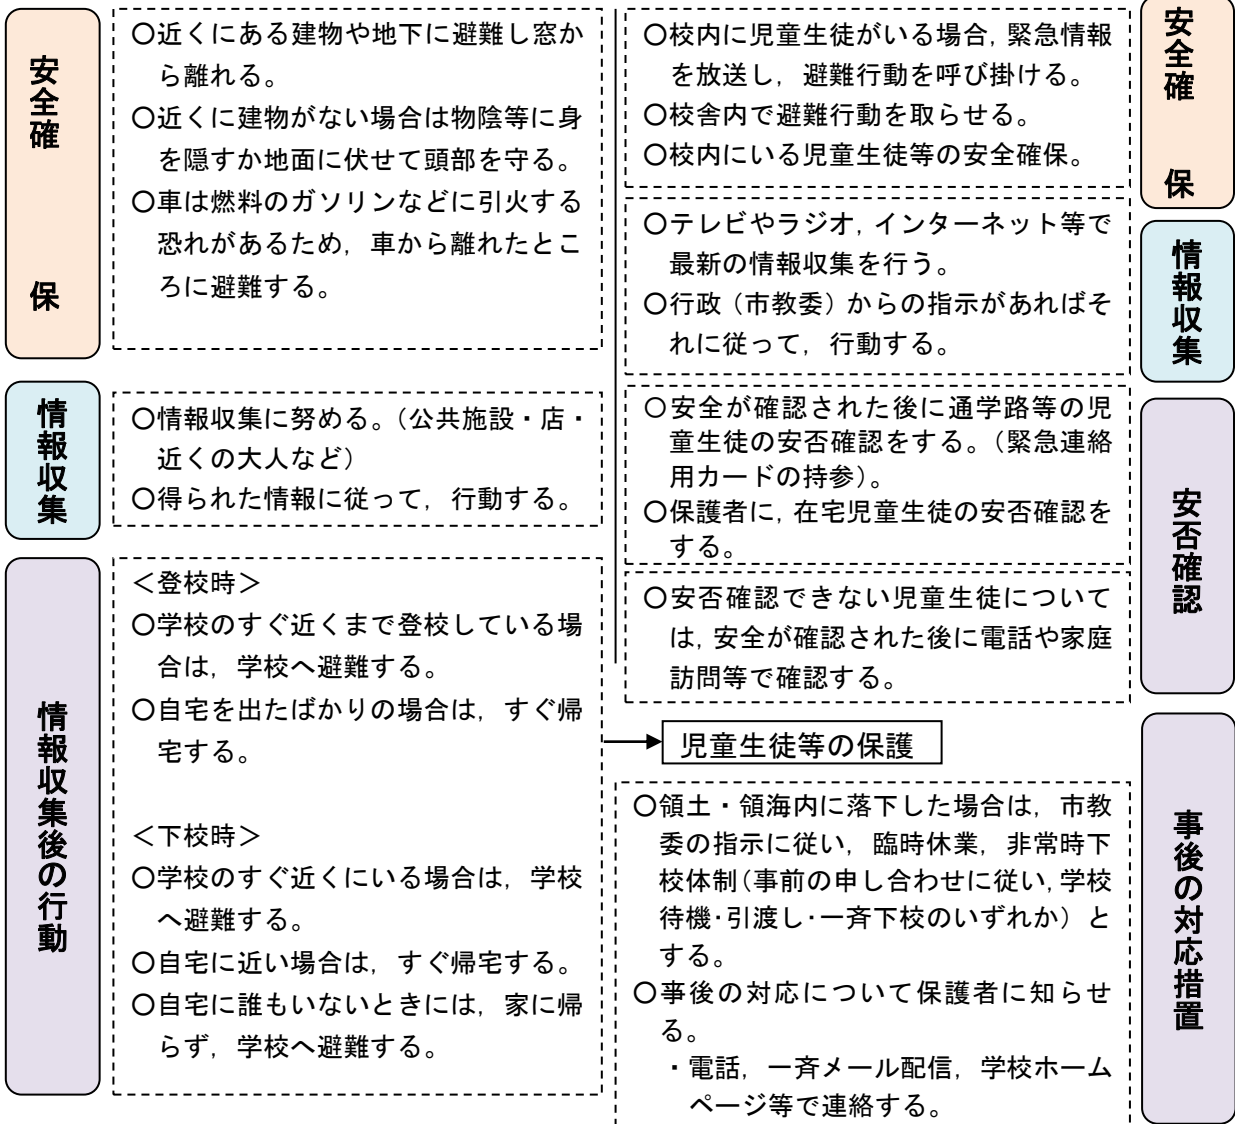 安全確保
〇近くにある建物や地下に避難し窓か
ら離れる。
〇近くに建物がない場合は物陰等に身
を隠すか地面に伏せて頭部を守る。
〇車は燃料のガソリンなどに引火する
恐れがあるため，車から離れたとこ
ろに避難する。
情報収集
〇情報収集に努める。（公共施設・店・
近くの大人など）
〇得られた情報に従って，行動する。
情報収集後の行動
＜登校時＞
〇学校のすぐ近くまで登校している場
合は，学校へ避難する。
〇自宅を出たばかりの場合は，すぐ帰
宅する。
＜下校時＞
〇学校のすぐ近くにいる場合は，学校
へ避難する。
〇自宅に近い場合は，すぐ帰宅する。
〇自宅に誰もいないときには，家に帰
らず，学校へ避難する。
〇校内に児童生徒がいる場合，緊急情報
を放送し，避難行動を呼び掛ける。
〇校舎内で避難行動を取らせる。
〇校内にいる児童生徒等の安全確保。
安全確保
〇テレビやラジオ，インターネット等で
最新の情報収集を行う。
〇行政（市教委）からの指示があればそ
れに従って，行動する。
情報収集
〇安全が確認された後に通学路等の児
童生徒の安否確認をする。（緊急連絡
用カードの持参）。
〇保護者に，在宅児童生徒の安否確認を
する。
〇安否確認できない児童生徒について
は，安全が確認された後に電話や家庭
訪問等で確認する。
安否確認
児童生徒等の保護
〇領土・領海内に落下した場合は，市教
委の指示に従い，臨時休業，非常時下
校体制（事前の申し合わせに従い，学校
待機・引渡し・一斉下校のいずれか）と
する。
〇事後の対応について保護者に知らせ
る。
・電話，一斉メール配信，学校ホーム
ページ等で連絡する。
事後の対応措置